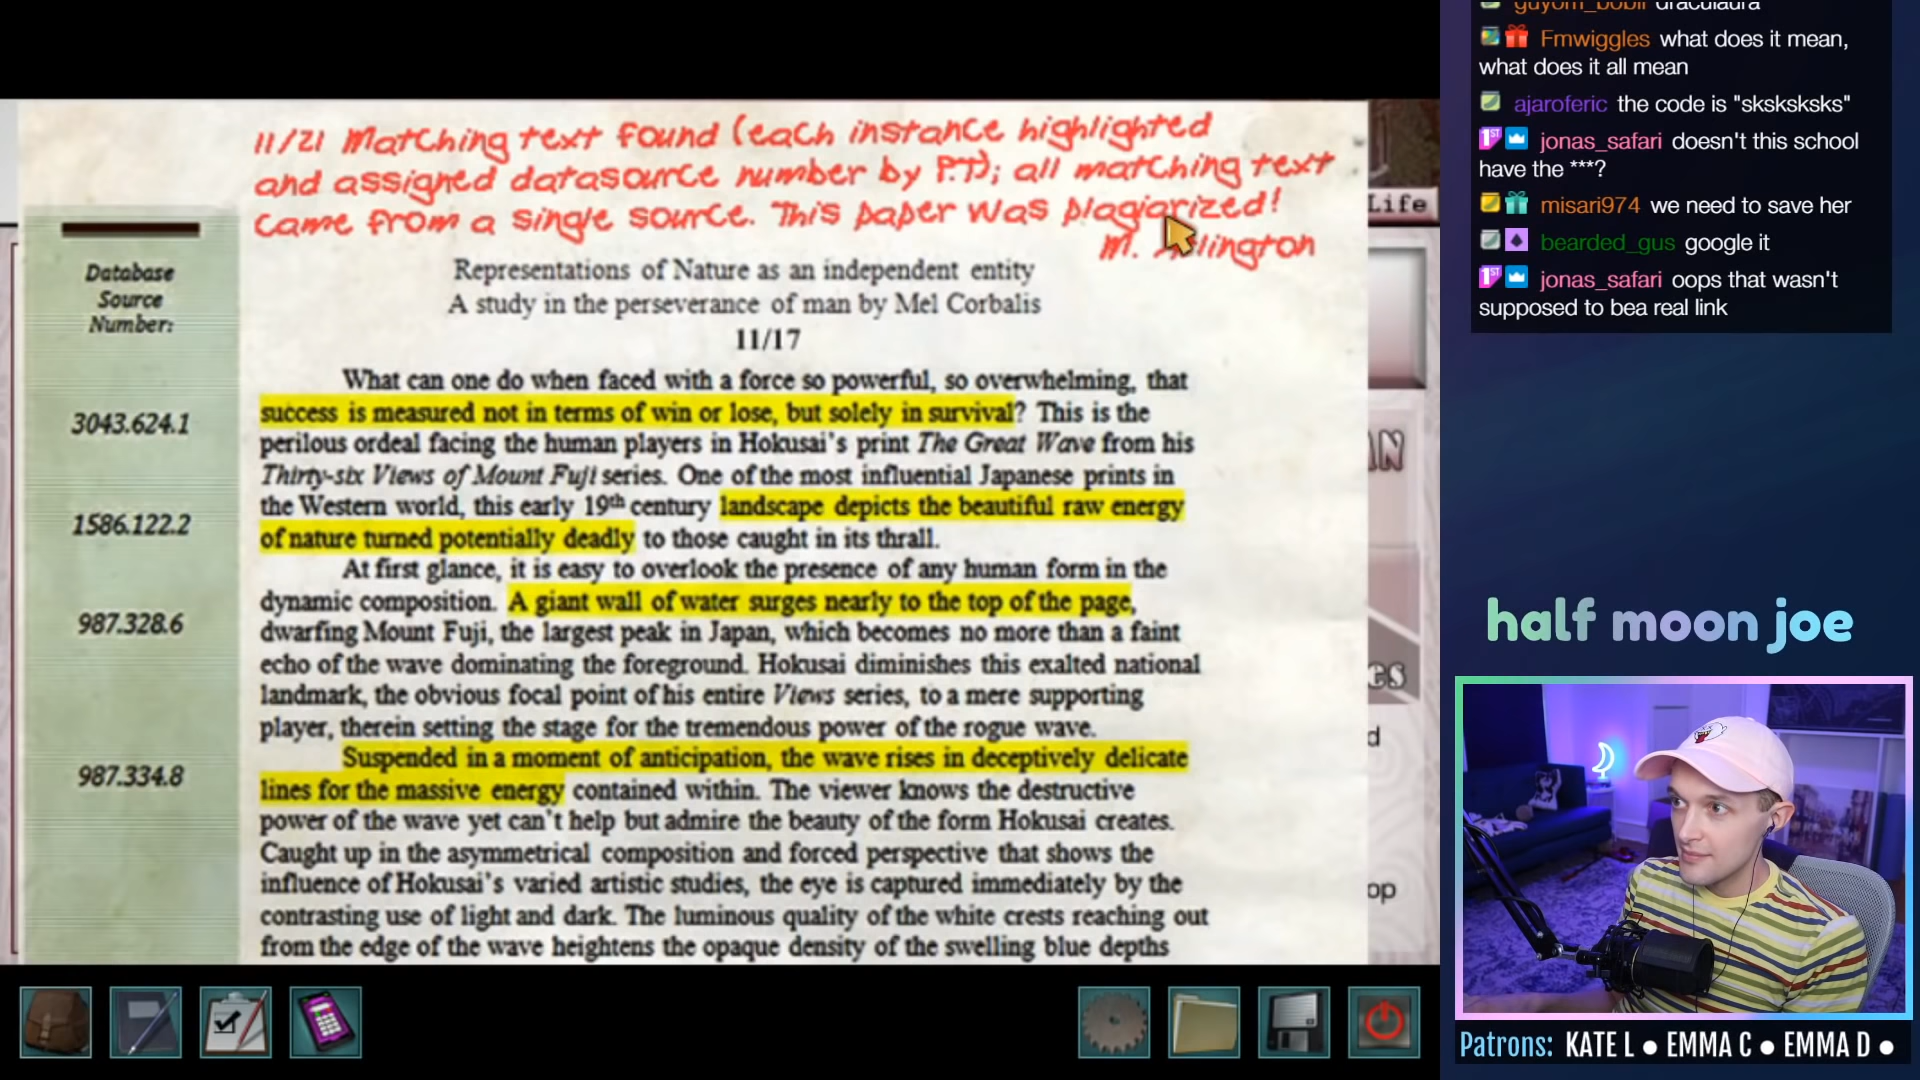 11/21 Matching text found (each instance highlighted
and assigned datasource number by P.T.); all matching text
came from a single source. This paper was plagiarized!
M.
Database
Source
Number:
Representations of Nature as an independent entity
A study in the perseverance of man by Mel Corbalis
11/17
What can one do when faced with a force so powerful, so overwhelming, that
3043.624.1
success is measured not in terms of win or lose, but solely in survival? This is the
perilous ordeal facing the human players in Hokusai's print The Great Wave from his
Thirty-six Views of Mount Fuji series. One of the most influential Japanese prints in
the Western world, this early 19th century landscape depicts the beautiful raw energy
1586.122.2
of nature turned potentially deadly to those caught in its thrall.
At first glance, it is easy to overlook the presence of any human form in the
dynamic composition. A giant wall of water surges nearly to the top of the page,
987.328.6
dwarfing Mount Fuji, the largest peak in Japan, which becomes no more than a faint
echo of the wave dominating the foreground. Hokusai diminishes this exalted national
landmark, the obvious focal point of his entire Views series, to a mere supporting
player, therein setting the stage for the tremendous power of the rogue wave.
Suspended in a moment of anticipation, the wave rises in deceptively delicate
987.334.8
lines for the massive energy contained within. The viewer knows the destructive
power of the wave yet can't help but admire the beauty of the form Hokusai creates.
Caught up in the asymmetrical composition and forced perspective that shows the
influence of Hokusai's varied artistic studies, the eye is captured immediately by the
contrasting use of light and dark. The luminous quality of the white crests reaching out
from the edge of the wave heightens the opaque density of the swelling blue depths
Life
AN
es
d
op
guyom_bobii draculaura
Fmwiggles what does it mean,
what does it all mean
ajaroferic the code is "sksksksks"
jonas_safari doesn't this school
have the ***?
misari974 we need to save her
bearded_gus google it
jonas_safari oops that wasn't
supposed to bea real link
half moon joe
Patrons: KATE L ● EMMA C ● EMMA D ●